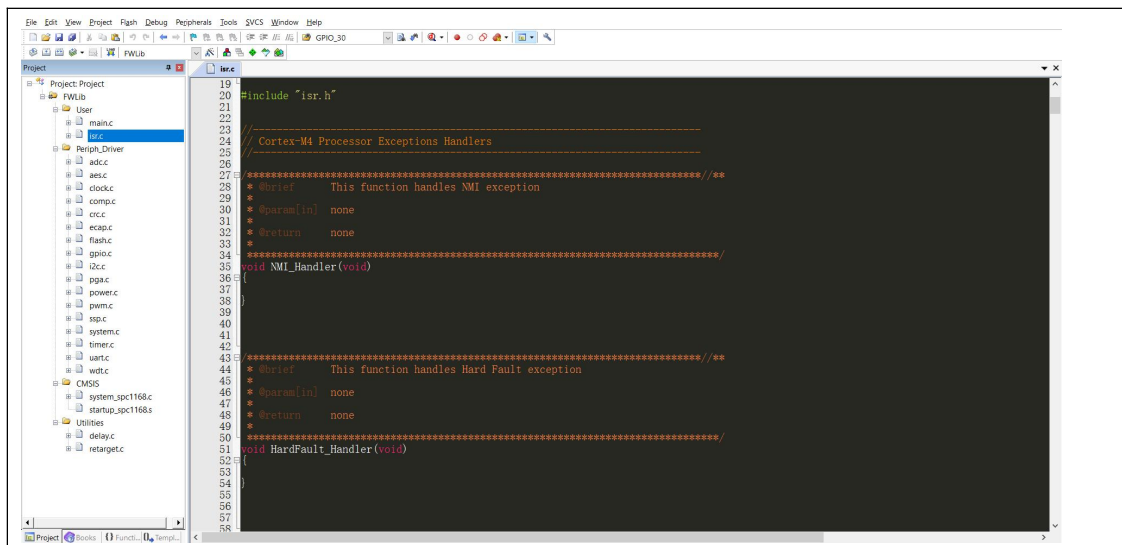 File Edit View Project Flash Debug Peripherals Tools SVCS Window Help
GPIO_30
FWLib
Project
isr.c
Project: Project
FWLib
User
main.c
isr.c
Periph_Driver
adc.c
aes.c
clock.c
comp.c
crc.c
ecap.c
flash.c
gpio.c
i2c.c
pga.c
power.c
pwm.c
ssp.c
system.c
timer.c
uart.c
wdt.c
CMSIS
system_spc1168.c
startup_spc1168.s
Utilities
delay.c
retarget.c
Project Books {} Functi... Templ...
19
20 #include "isr.h"
21
22
23 //---------------------------------------------------------------------------
24 // Cortex-M4 Processor Exceptions Handlers
25 //---------------------------------------------------------------------------
26
27 /****************************************************************************//**
28 * @brief This function handles NMI exception
29 *
30 * @param[in] none
31 *
32 * @return none
33 *
34 *******************************************************************************/
35 void NMI_Handler(void)
36 {
37
38 }
39
40
41
42
43 /****************************************************************************//**
44 * @brief This function handles Hard Fault exception
45 *
46 * @param[in] none
47 *
48 * @return none
49 *
50 *******************************************************************************/
51 void HardFault_Handler(void)
52 {
53
54 }
55
56
57
58